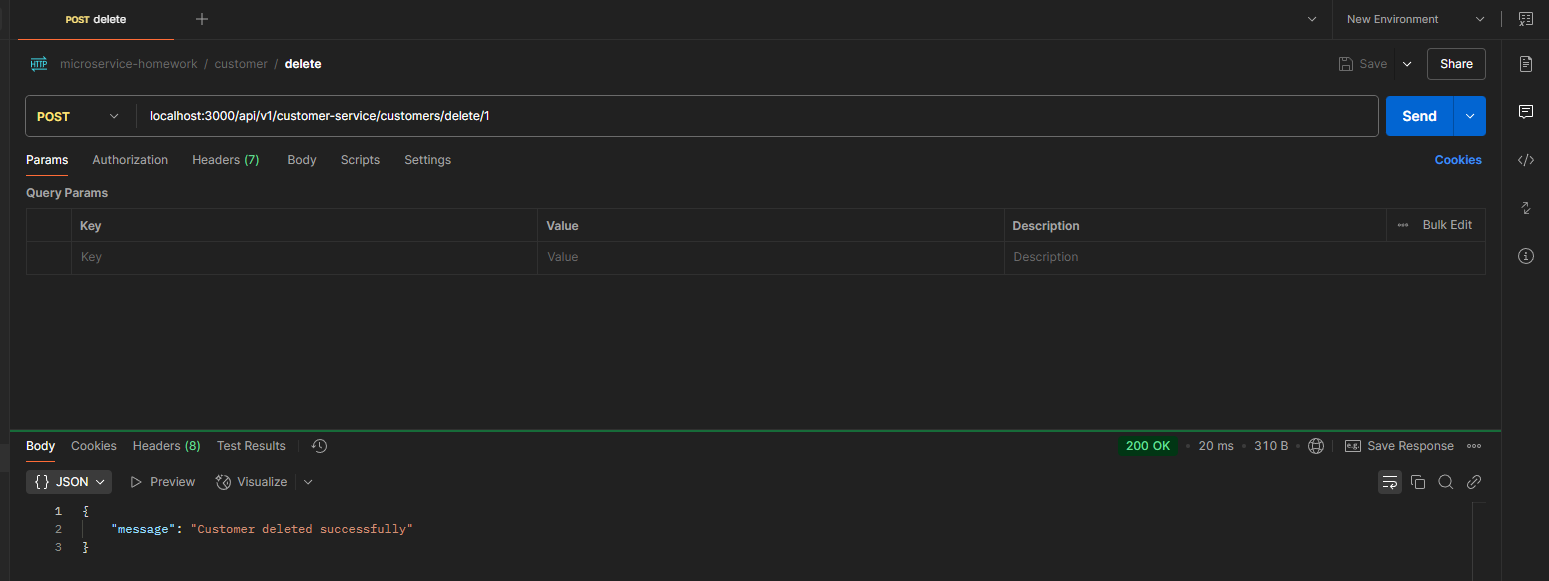 POST delete
New Environment
HTTP microservice-homework / customer / delete
Save
Share
POST
localhost:3000/api/v1/customer-service/customers/delete/1
Send
Params Authorization Headers (7) Body Scripts Settings
Cookies
Query Params
Key Value Description Bulk Edit
Key Value Description
Body Cookies Headers (8) Test Results
200 OK • 20 ms • 310 B • e.g. Save Response
{} JSON Preview Visualize
1 {
2 "message": "Customer deleted successfully"
3 }